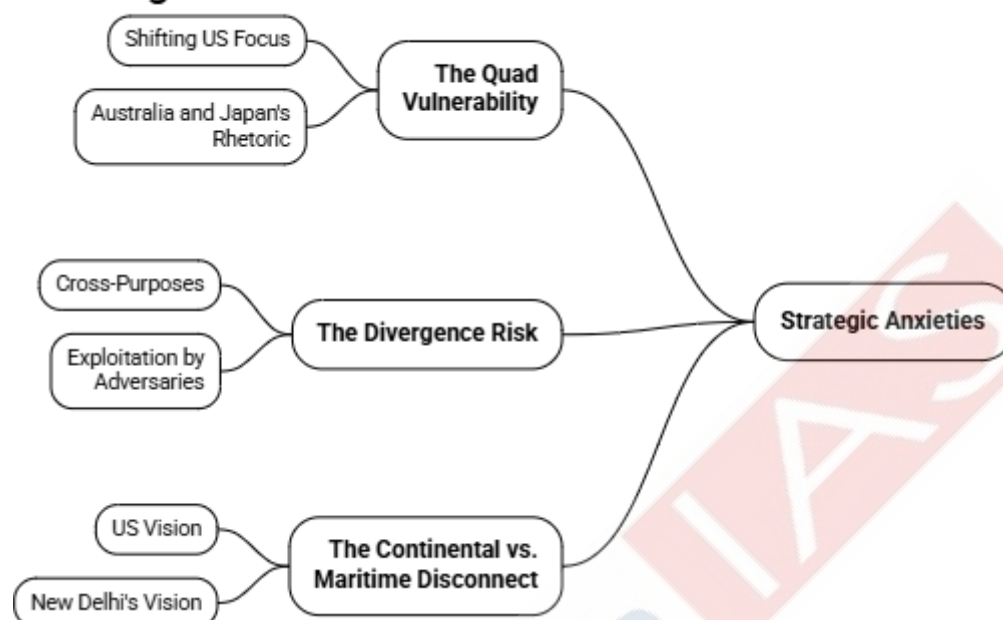 Shifting US Focus
Australia and Japan's
Rhetoric
The Quad
Vulnerability
Cross-Purposes
Exploitation by
Adversaries
The Divergence Risk
Strategic Anxieties
US Vision
New Delhi's Vision
The Continental vs.
Maritime Disconnect
IAS